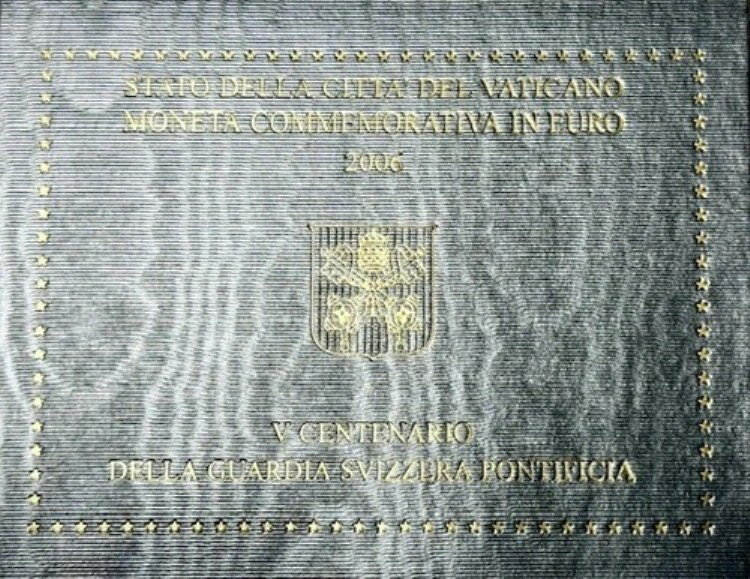 STATO DELLA CITTA' DEL VATICANO
MONETA COMMEMORATIVA IN EURO
2006
V CENTENARIO
DELLA GUARDIA SVIZZERA PONTIFICIA